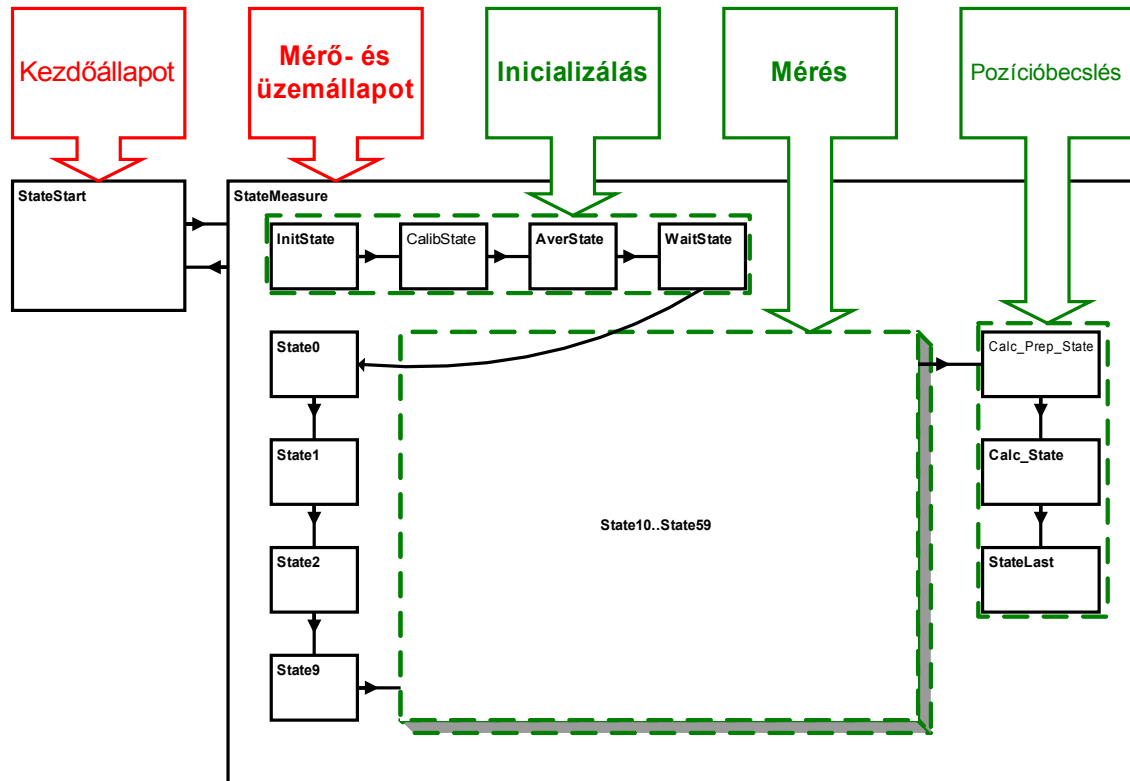 Kezdőállapot
Mérő- és
üzemállapot
Inicializálás
Mérés
Pozícióbecslés
StateStart
StateMeasure
InitState
CalibState
AverState
WaitState
State0
State1
State2
State9
State10..State59
Calc_Prep_State
Calc_State
StateLast